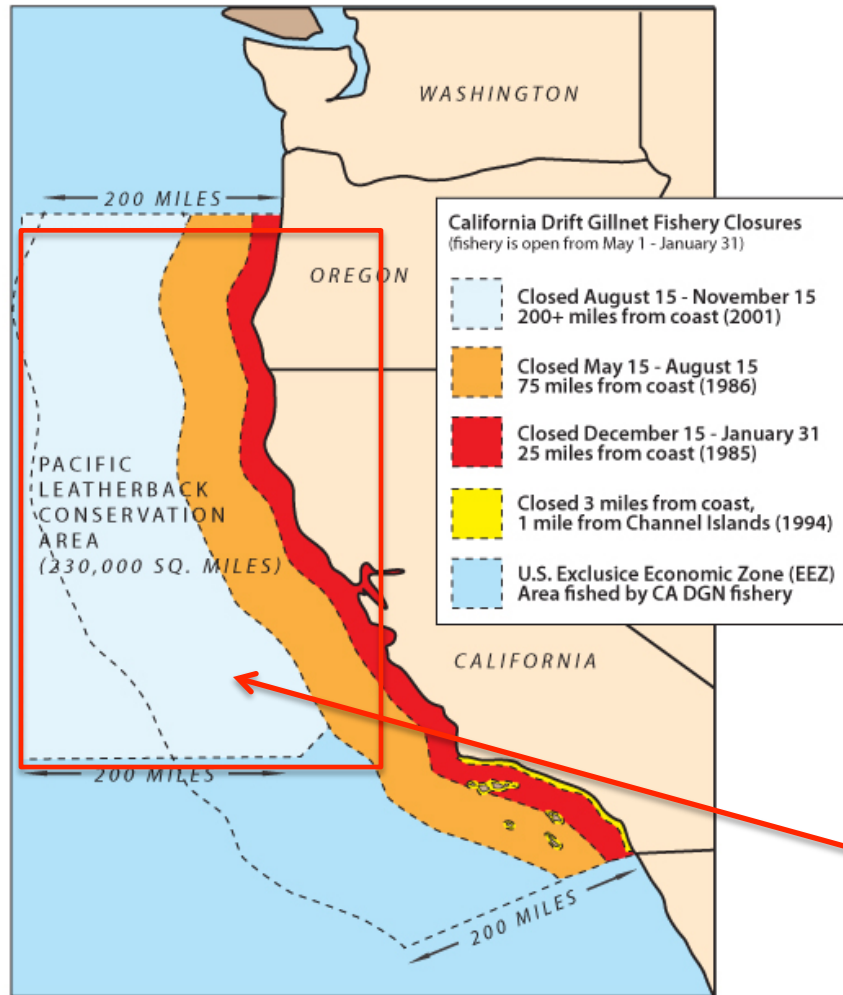 WASHINGTON
200 MILES
OREGON
California Drift Gillnet Fishery Closures
(fishery is open from May 1 - January 31)
Closed August 15 - November 15
200+ miles from coast (2001)
Closed May 15 - August 15
75 miles from coast (1986)
Closed December 15 - January 31
25 miles from coast (1985)
Closed 3 miles from coast,
1 mile from Channel Islands (1994)
U.S. Exclusice Economic Zone (EEZ)
Area fished by CA DGN fishery
PACIFIC
LEATHERBACK
CONSERVATION
AREA
(230,000 SQ. MILES)
CALIFORNIA
200 MILES
200 MILES